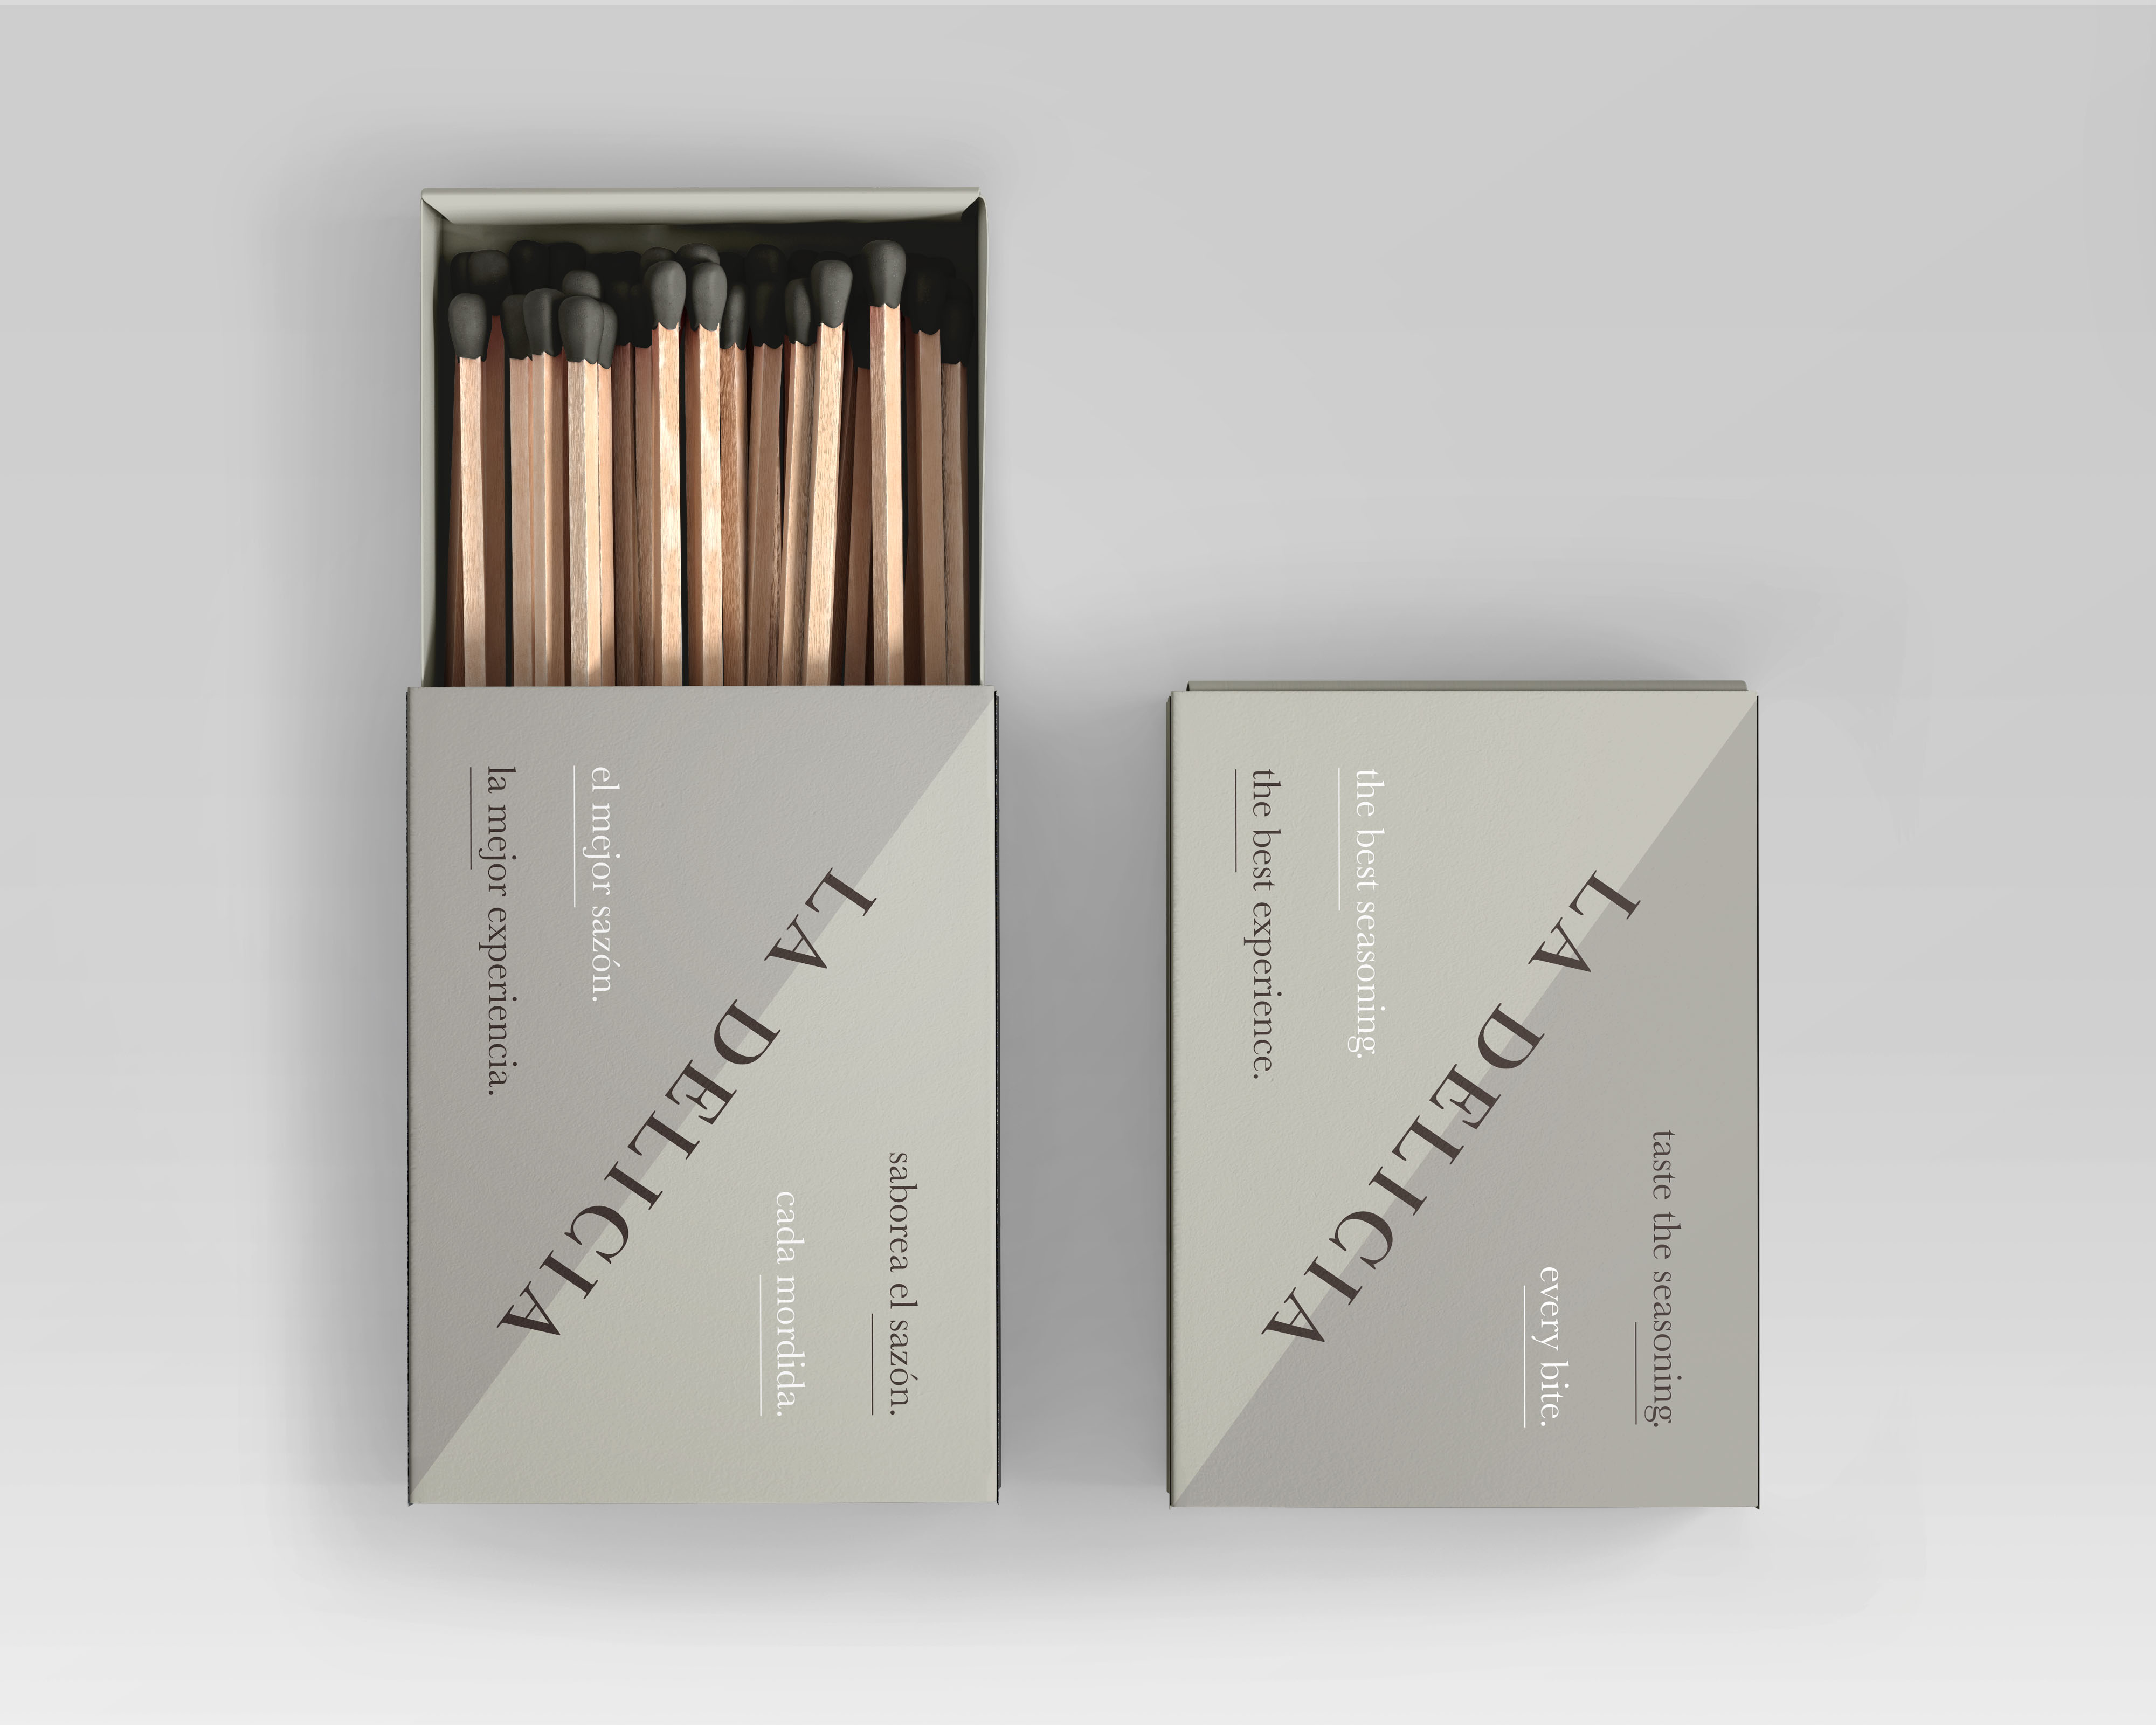 el mejor sazón.
la mejor experiencia.
LA DELICIA
saborea el sazón.
cada mordida.
the best seasoning.
the best experience.
LA DELICIA
taste the seasoning.
every bite.